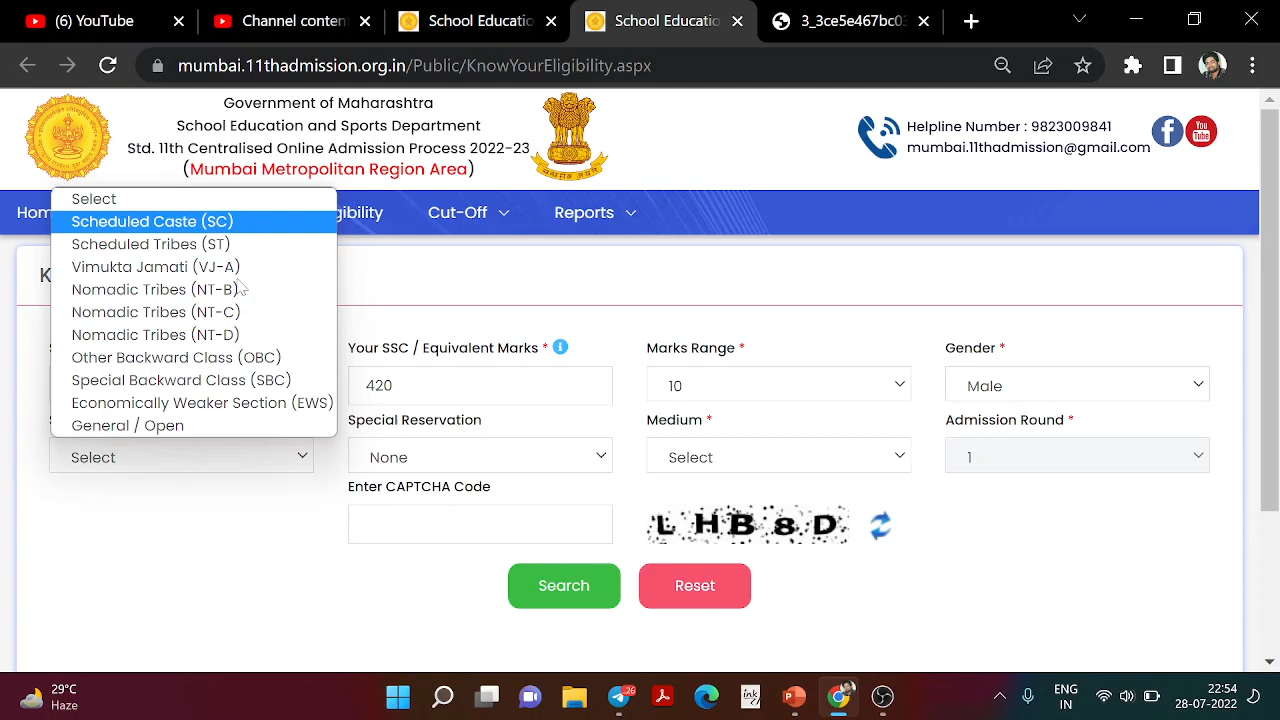 (6) YouTube
Channel conten
School Educatio
School Educatio
3_3ce5e467bc03
mumbai.11thadmission.org.in/Public/KnowYourEligibility.aspx
Government of Maharashtra
School Education and Sports Department
Std. 11th Centralised Online Admission Process 2022-23
(Mumbai Metropolitan Region Area)
Helpline Number : 9823009841
mumbai.11thadmission@gmail.com
You
Tube
Hom
gibility
Cut-Off
Reports
K
Select
Scheduled Caste (SC)
Scheduled Tribes (ST)
Vimukta Jamati (VJ-A)
Nomadic Tribes (NT-B)
Nomadic Tribes (NT-C)
Nomadic Tribes (NT-D)
Other Backward Class (OBC)
Special Backward Class (SBC)
Economically Weaker Section (EWS)
General / Open
Your SSC / Equivalent Marks *
Marks Range *
Gender *
420
10
Male
Special Reservation
Medium *
Admission Round *
Select
None
Select
1
Enter CAPTCHA Code
LHB8D
Search
Reset
29°C
Haze
ink
ENG
IN
22:54
28-07-2022